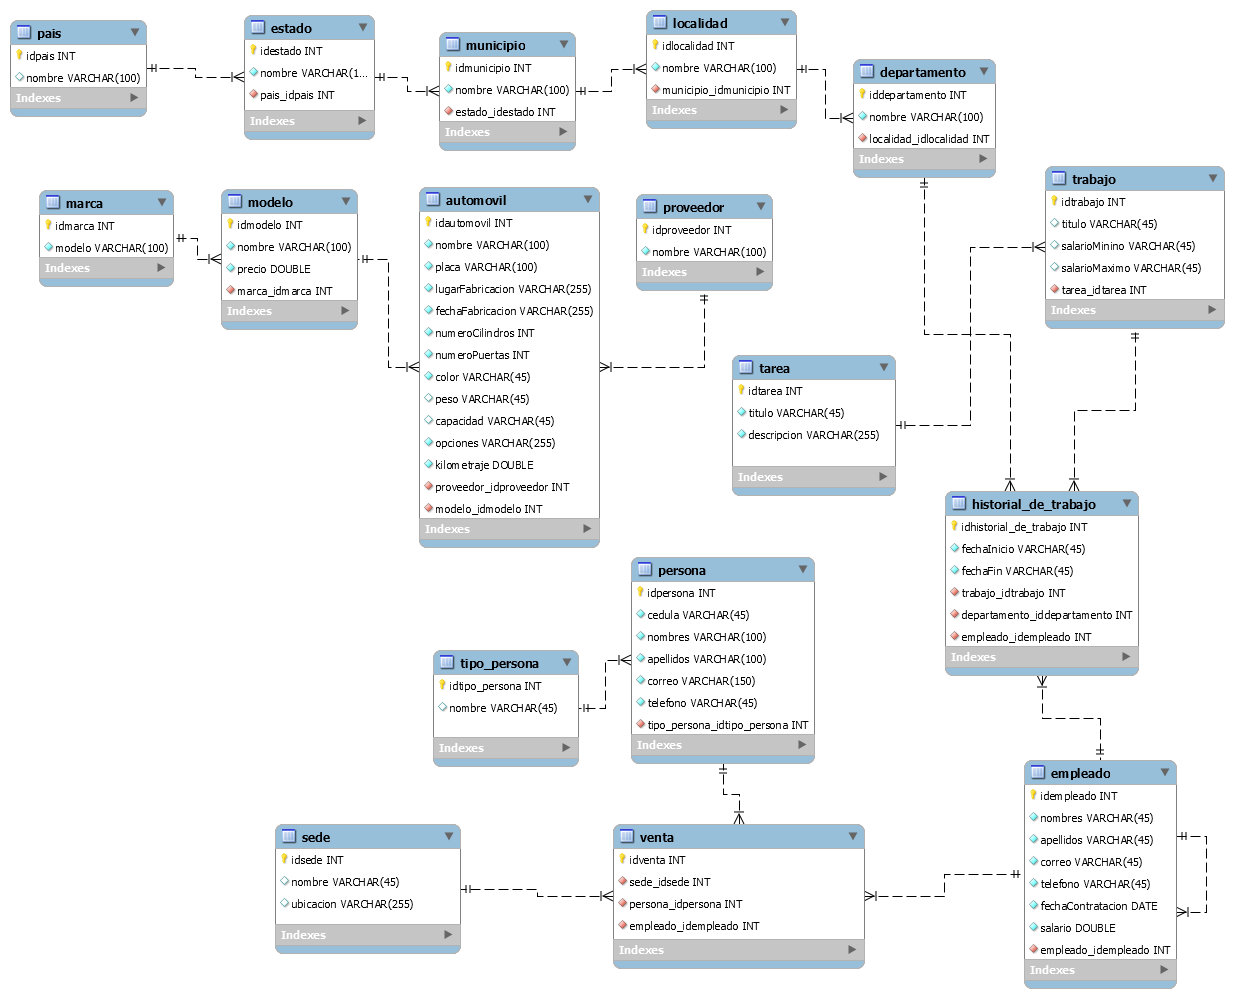 pais
idpais INT
nombre VARCHAR(100)
Indexes
estado
idestado INT
nombre VARCHAR(1...
pais_idpais INT
Indexes
municipio
idmunicipio INT
nombre VARCHAR(100)
estado_idestado INT
Indexes
localidad
idlocalidad INT
nombre VARCHAR(100)
municipio_idmunicipio INT
Indexes
departamento
iddepartamento INT
nombre VARCHAR(100)
localidad_idlocalidad INT
Indexes
marca
idmarca INT
modelo VARCHAR(100)
Indexes
modelo
idmodelo INT
nombre VARCHAR(100)
precio DOUBLE
marca_idmarca INT
Indexes
automovil
idautomovil INT
nombre VARCHAR(100)
placa VARCHAR(100)
lugarFabricacion VARCHAR(255)
fechaFabricacion VARCHAR(255)
numeroCilindros INT
numeroPuertas INT
color VARCHAR(45)
peso VARCHAR(45)
capacidad VARCHAR(45)
opciones VARCHAR(255)
kilometraje DOUBLE
proveedor_idproveedor INT
modelo_idmodelo INT
Indexes
proveedor
idproveedor INT
nombre VARCHAR(100)
Indexes
trabajo
idtrabajo INT
titulo VARCHAR(45)
salarioMinino VARCHAR(45)
salarioMaximo VARCHAR(45)
tarea_idtarea INT
Indexes
tarea
idtarea INT
titulo VARCHAR(45)
descripcion VARCHAR(255)
Indexes
historial_de_trabajo
idhistorial_de_trabajo INT
fechaInicio VARCHAR(45)
fechaFin VARCHAR(45)
trabajo_idtrabajo INT
departamento_iddepartamento INT
empleado_idempleado INT
Indexes
tipo_persona
idtipo_persona INT
nombre VARCHAR(45)
Indexes
persona
idpersona INT
cedula VARCHAR(45)
nombres VARCHAR(100)
apellidos VARCHAR(100)
correo VARCHAR(150)
telefono VARCHAR(45)
tipo_persona_idtipo_persona INT
Indexes
sede
idsede INT
nombre VARCHAR(45)
ubicacion VARCHAR(255)
Indexes
venta
idventa INT
sede_idsede INT
persona_idpersona INT
empleado_idempleado INT
Indexes
empleado
idempleado INT
nombres VARCHAR(45)
apellidos VARCHAR(45)
correo VARCHAR(45)
telefono VARCHAR(45)
fechaContratacion DATE
salario DOUBLE
empleado_idempleado INT
Indexes